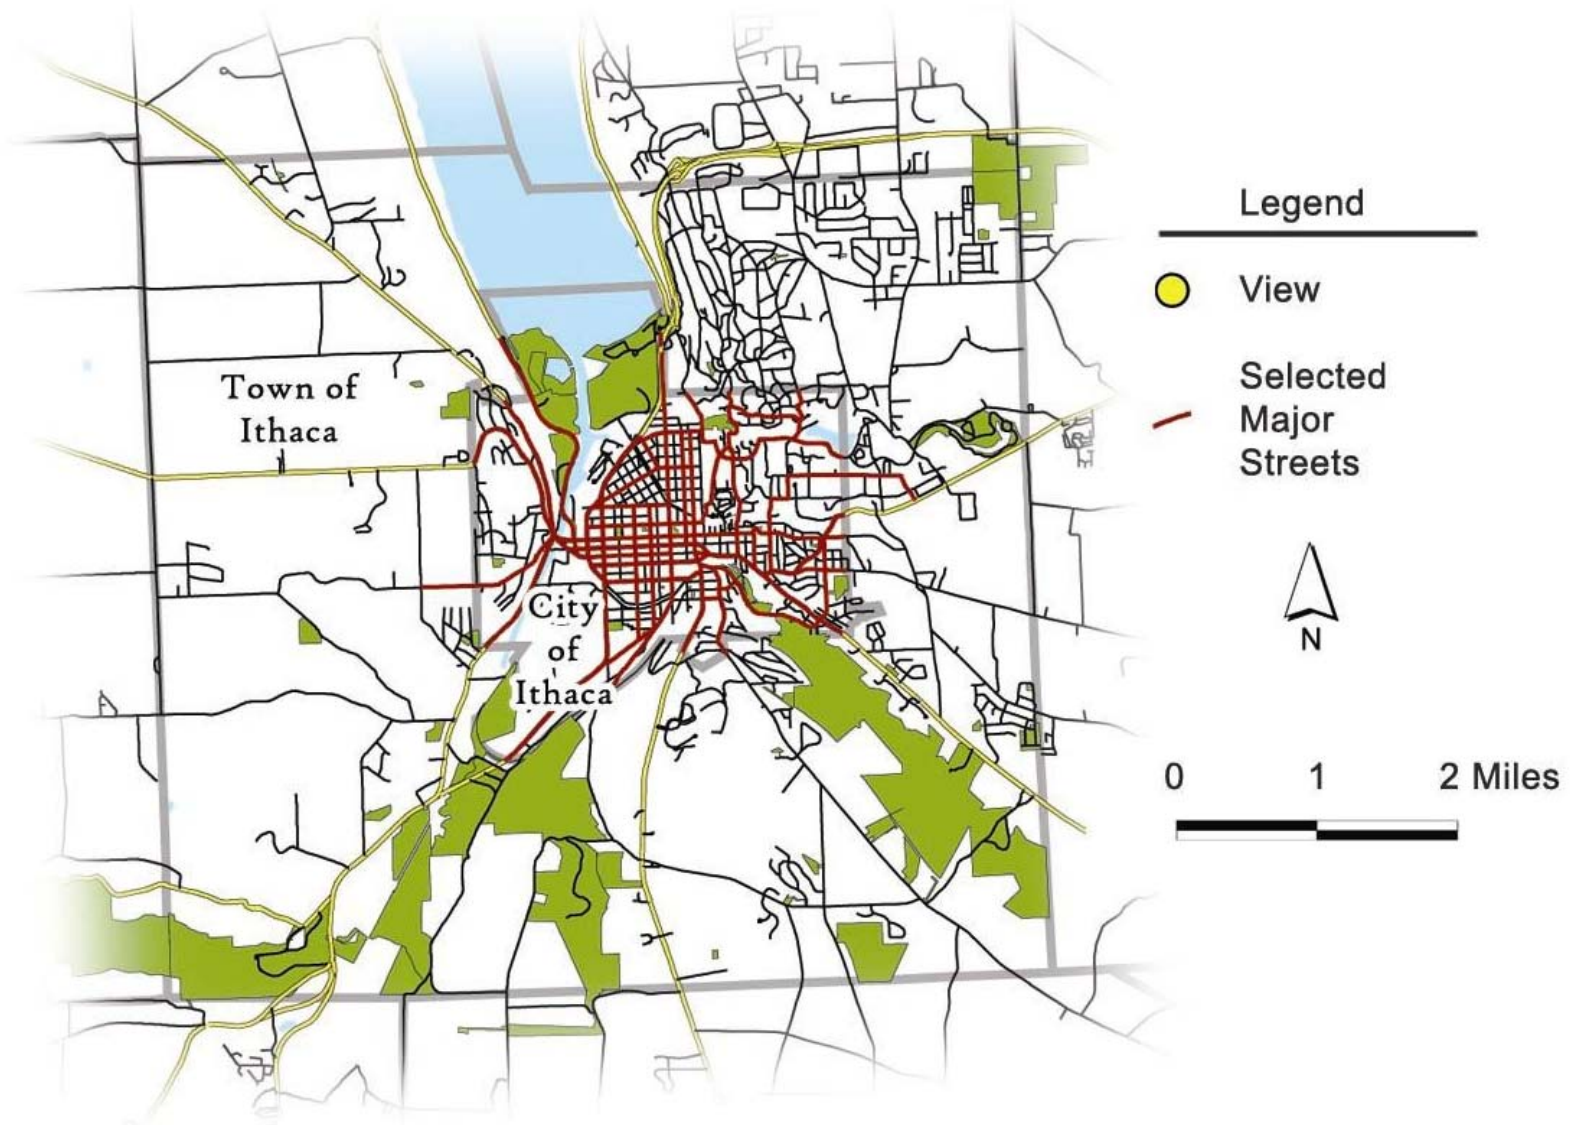 Town of
Ithaca
City
of
Ithaca
Legend
View
Selected
Major
Streets
N
0 1 2 Miles